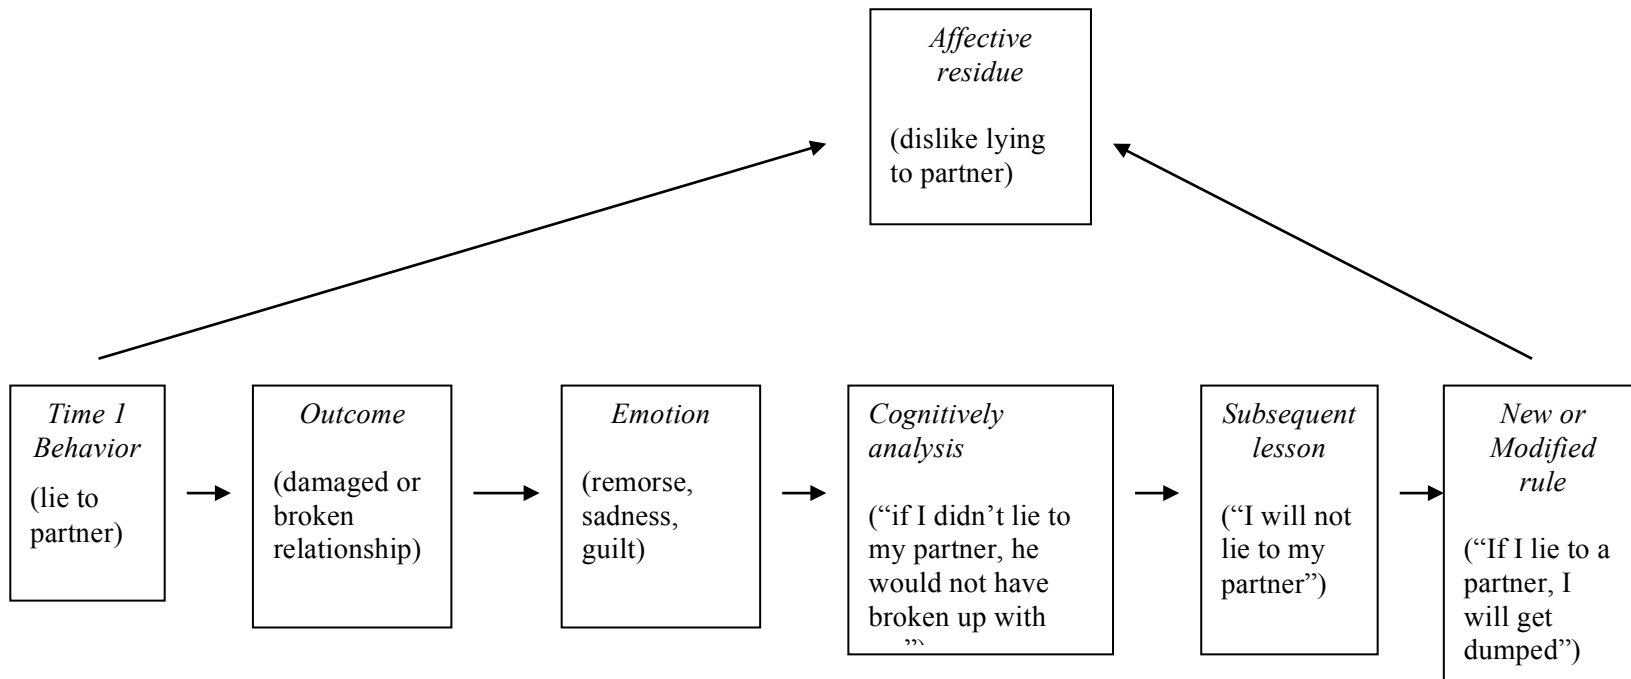 Affective
residue
(dislike lying
to partner)
Time 1
Behavior
(lie to
partner)
Outcome
(damaged or
broken
relationship)
Emotion
(remorse,
sadness,
guilt)
Cognitively
analysis
(“if I didn’t lie to
my partner, he
would not have
broken up with
Subsequent
lesson
(“I will not
lie to my
partner”)
New or
Modified
rule
(“If I lie to a
partner, I
will get
dumped”)